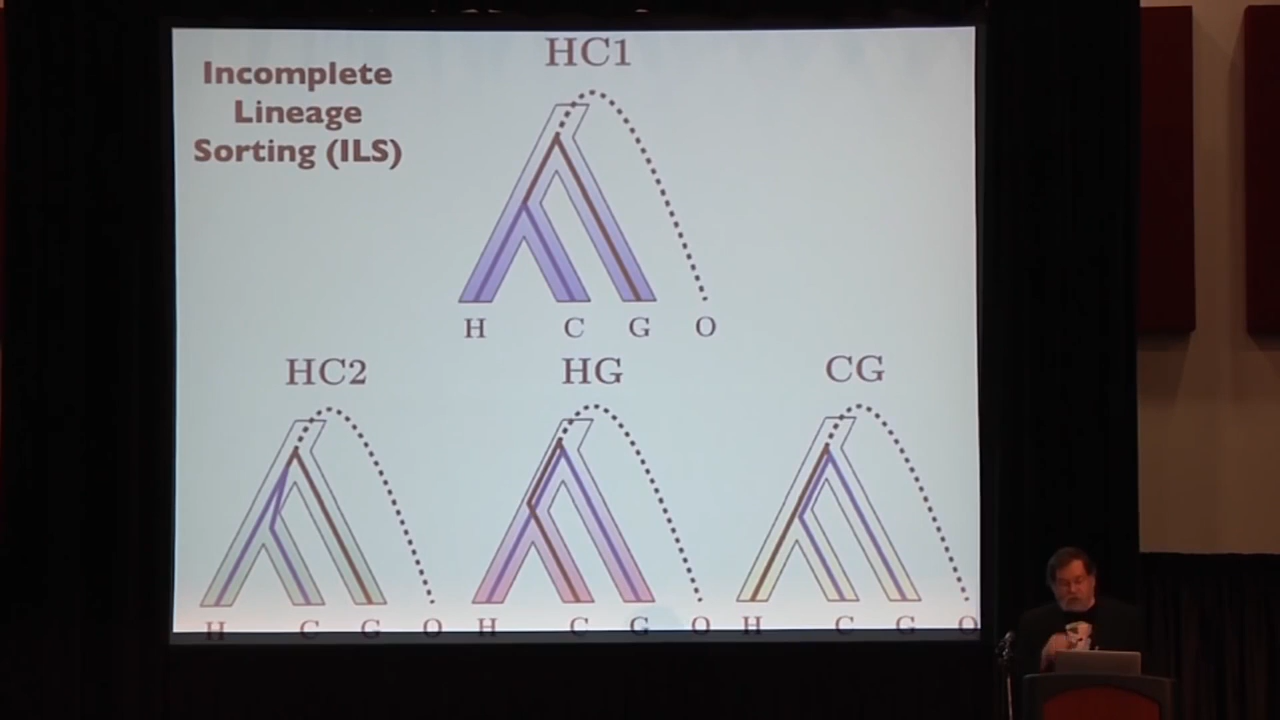 HC1
Incomplete
Lineage
Sorting (ILS)
H C G O
HC2 HG CG
H C G O H C G O H C G O